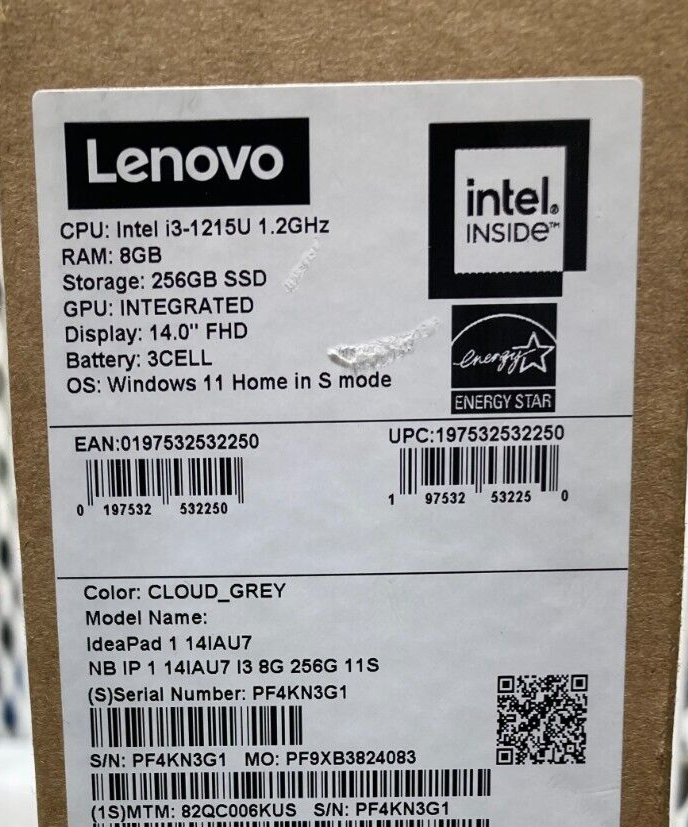 Lenovo
intel.
INSIDe™
CPU: Intel i3-1215U 1.2GHz
RAM: 8GB
Storage: 256GB SSD
GPU: INTEGRATED
Display: 14.0" FHD
Battery: 3CELL
OS: Windows 11 Home in S mode
energy
ENERGY STAR
EAN:0197532532250
0 197532 532250
UPC:197532532250
1 97532 53225 0
Color: CLOUD_GREY
Model Name:
IdeaPad 1 14IAU7
NB IP 1 14IAU7 I3 8G 256G 11S
(S)Serial Number: PF4KN3G1
S/N: PF4KN3G1 MO: PF9XB3824083
(1S)MTM: 82QC006KUS S/N: PF4KN3G1